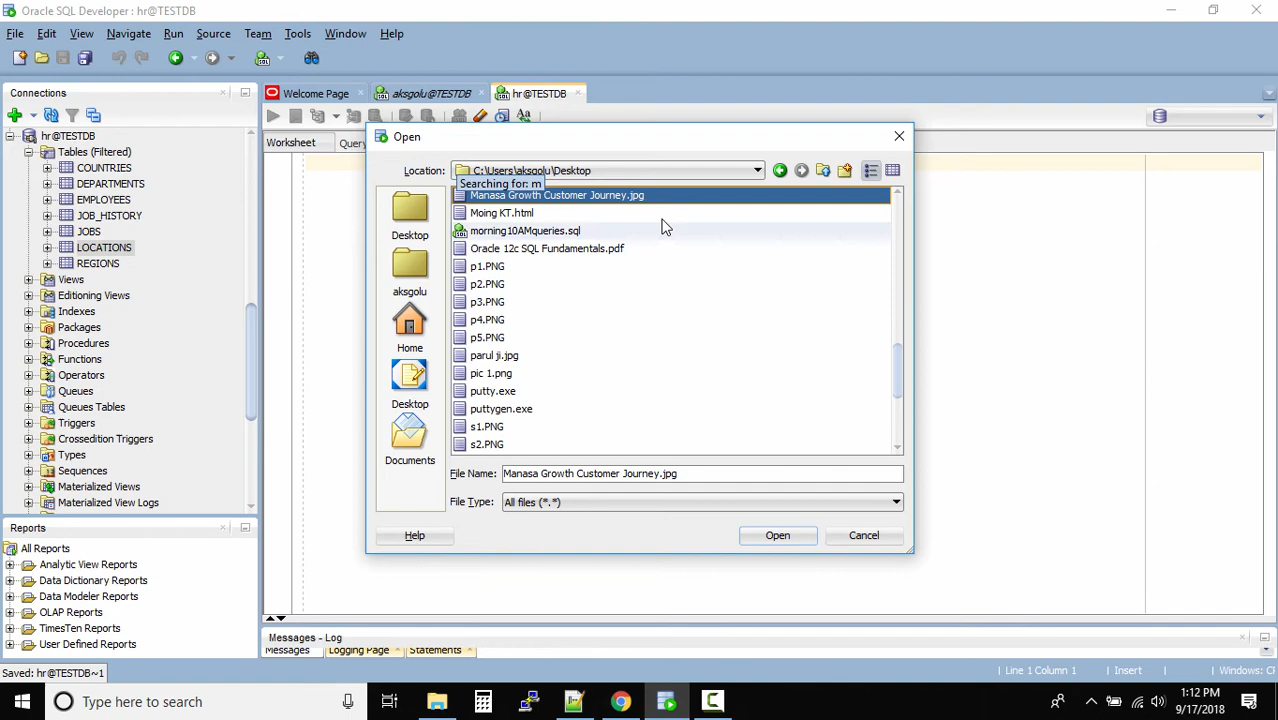 Oracle SQL Developer : hr@TESTDB
File Edit View Navigate Run Source Team Tools Window Help
Connections
Welcome Page
aksgolu@TESTDB
hr@TESTDB
Worksheet
hr@TESTDB
Tables (Filtered)
COUNTRIES
DEPARTMENTS
EMPLOYEES
JOB_HISTORY
JOBS
LOCATIONS
REGIONS
Views
Editioning Views
Indexes
Packages
Procedures
Functions
Operators
Queues
Queues Tables
Triggers
Crossedition Triggers
Types
Sequences
Materialized Views
Materialized View Logs
Reports
All Reports
Analytic View Reports
Data Dictionary Reports
Data Modeler Reports
OLAP Reports
TimesTen Reports
User Defined Reports
Open
Location:
C:\Users\aksgolu\Desktop
Searching for: m
Desktop
aksgolu
Home
Desktop
Documents
Manasa Growth Customer Journey.jpg
Moing KT.html
morning10AMqueries.sql
Oracle 12c SQL Fundamentals.pdf
p1.PNG
p2.PNG
p3.PNG
p4.PNG
p5.PNG
parul ji.jpg
pic 1.png
putty.exe
puttygen.exe
s1.PNG
s2.PNG
File Name: Manasa Growth Customer Journey.jpg
File Type: All files (*.*)
Help
Open
Cancel
Messages - Log
Messages
Logging Page
Statements
Saved: hr@TESTDB~1
Line 1 Column 1
Insert
Type here to search
1:12 PM
9/17/2018